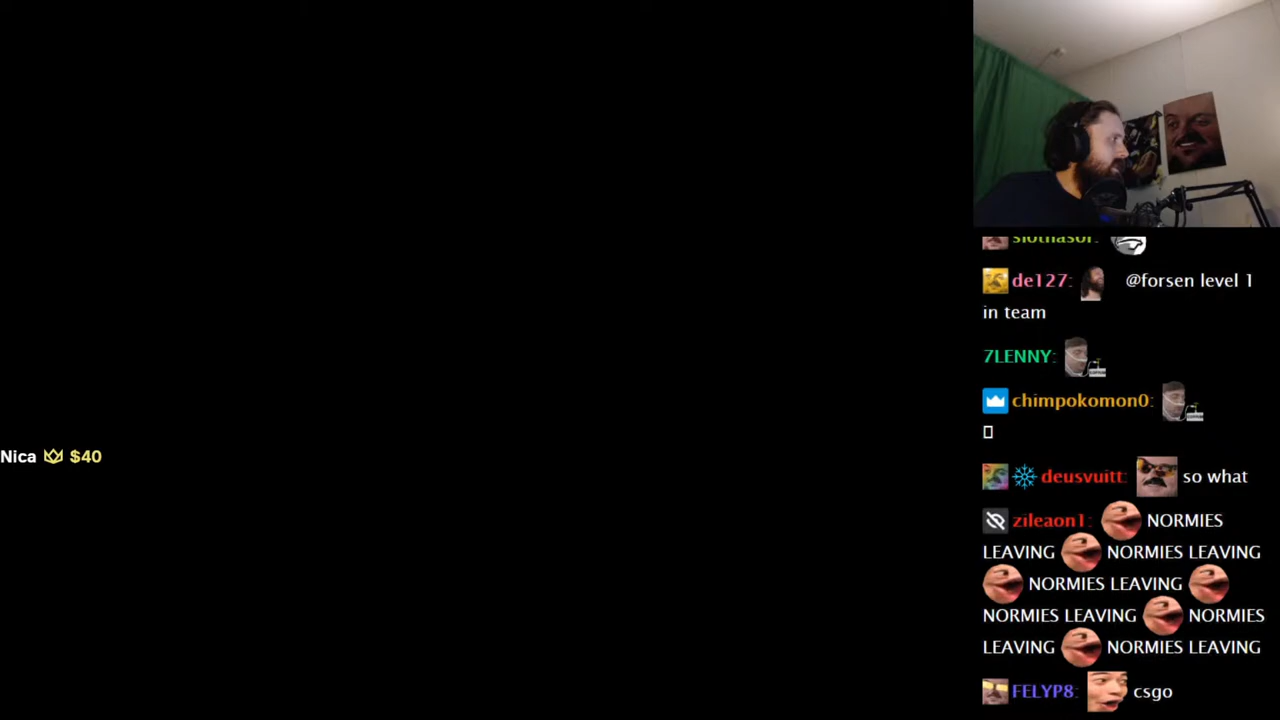 slothasor:
de127: @forsen level 1
in team
7LENNY:
chimpokomon0:
Nica $40
deusvuitt: so what
zileaon1: NORMIES
LEAVING NORMIES LEAVING
NORMIES LEAVING
NORMIES LEAVING NORMIES
LEAVING NORMIES LEAVING
FELYP8: csgo